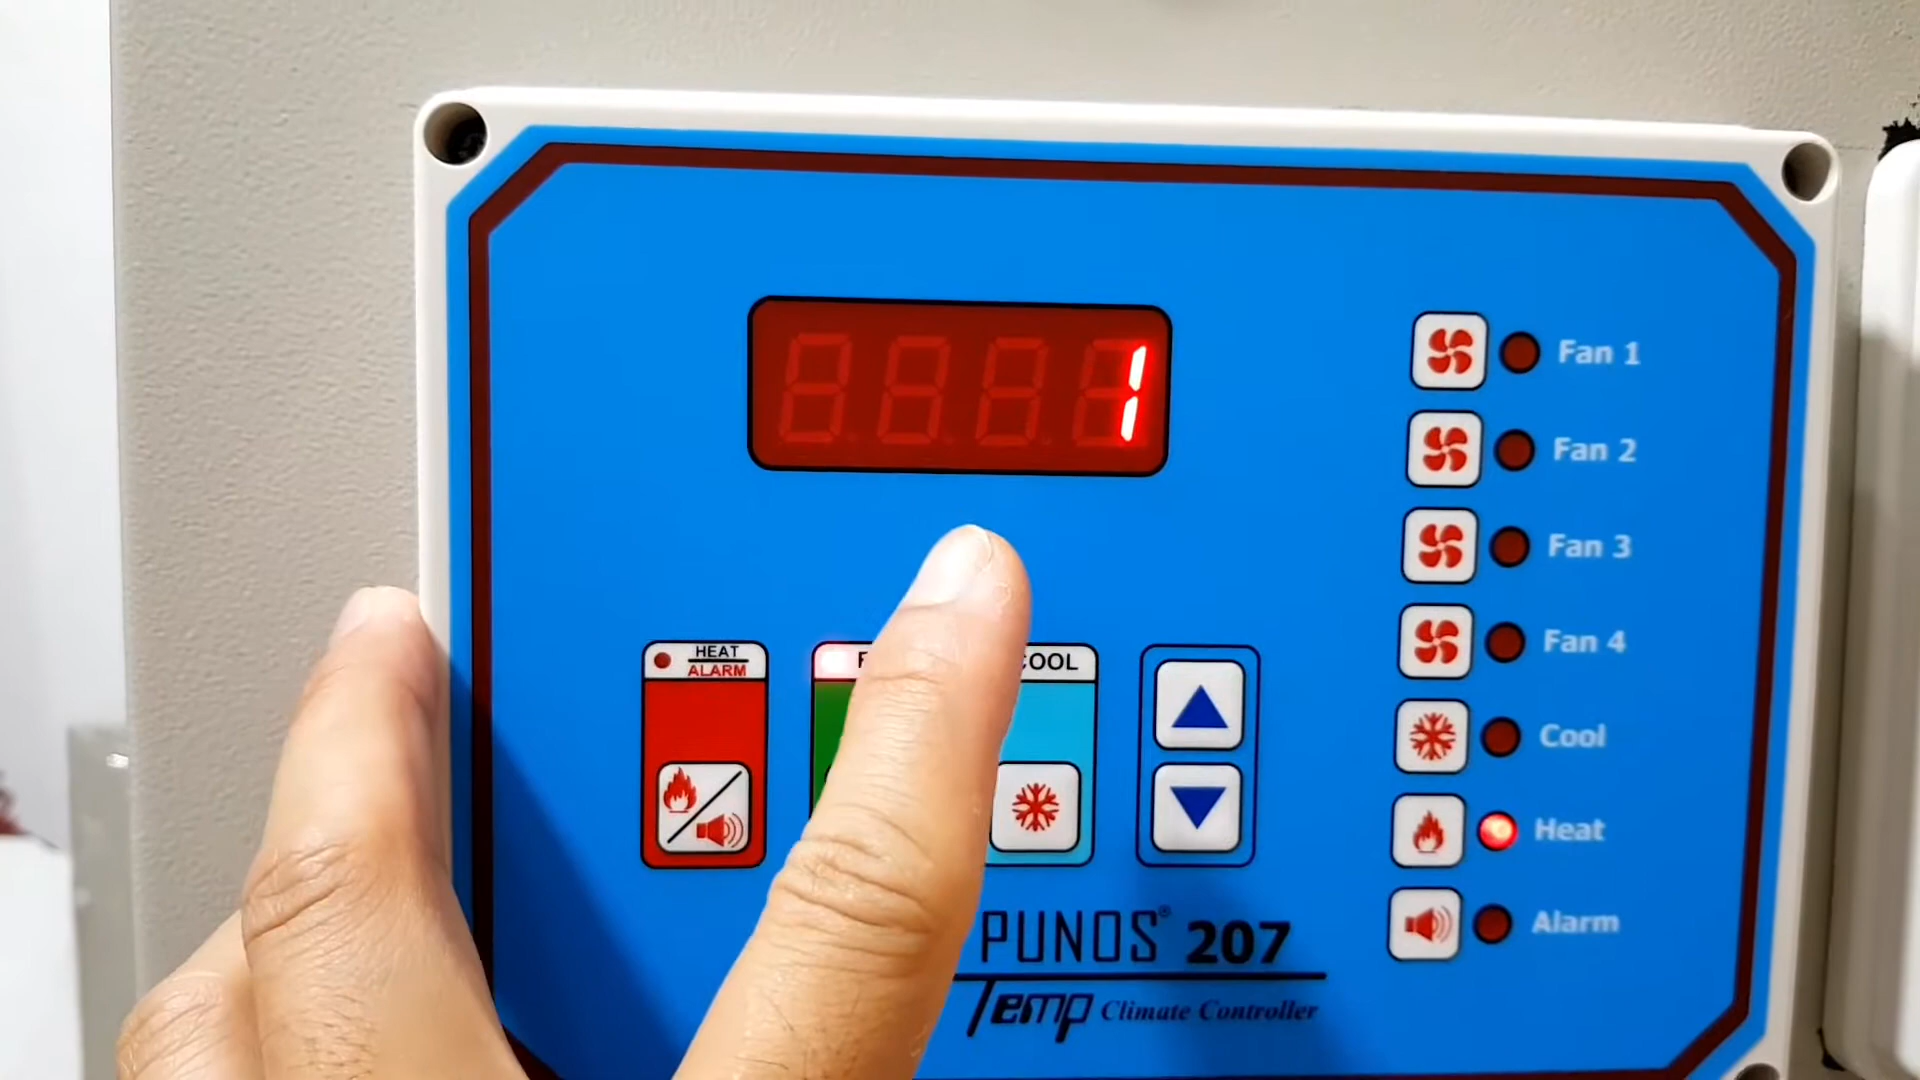 1
Fan 1
Fan 2
Fan 3
Fan 4
Cool
Heat
Alarm
HEAT
ALARM
COOL
PUNOS® 207
Temp Climate Controller